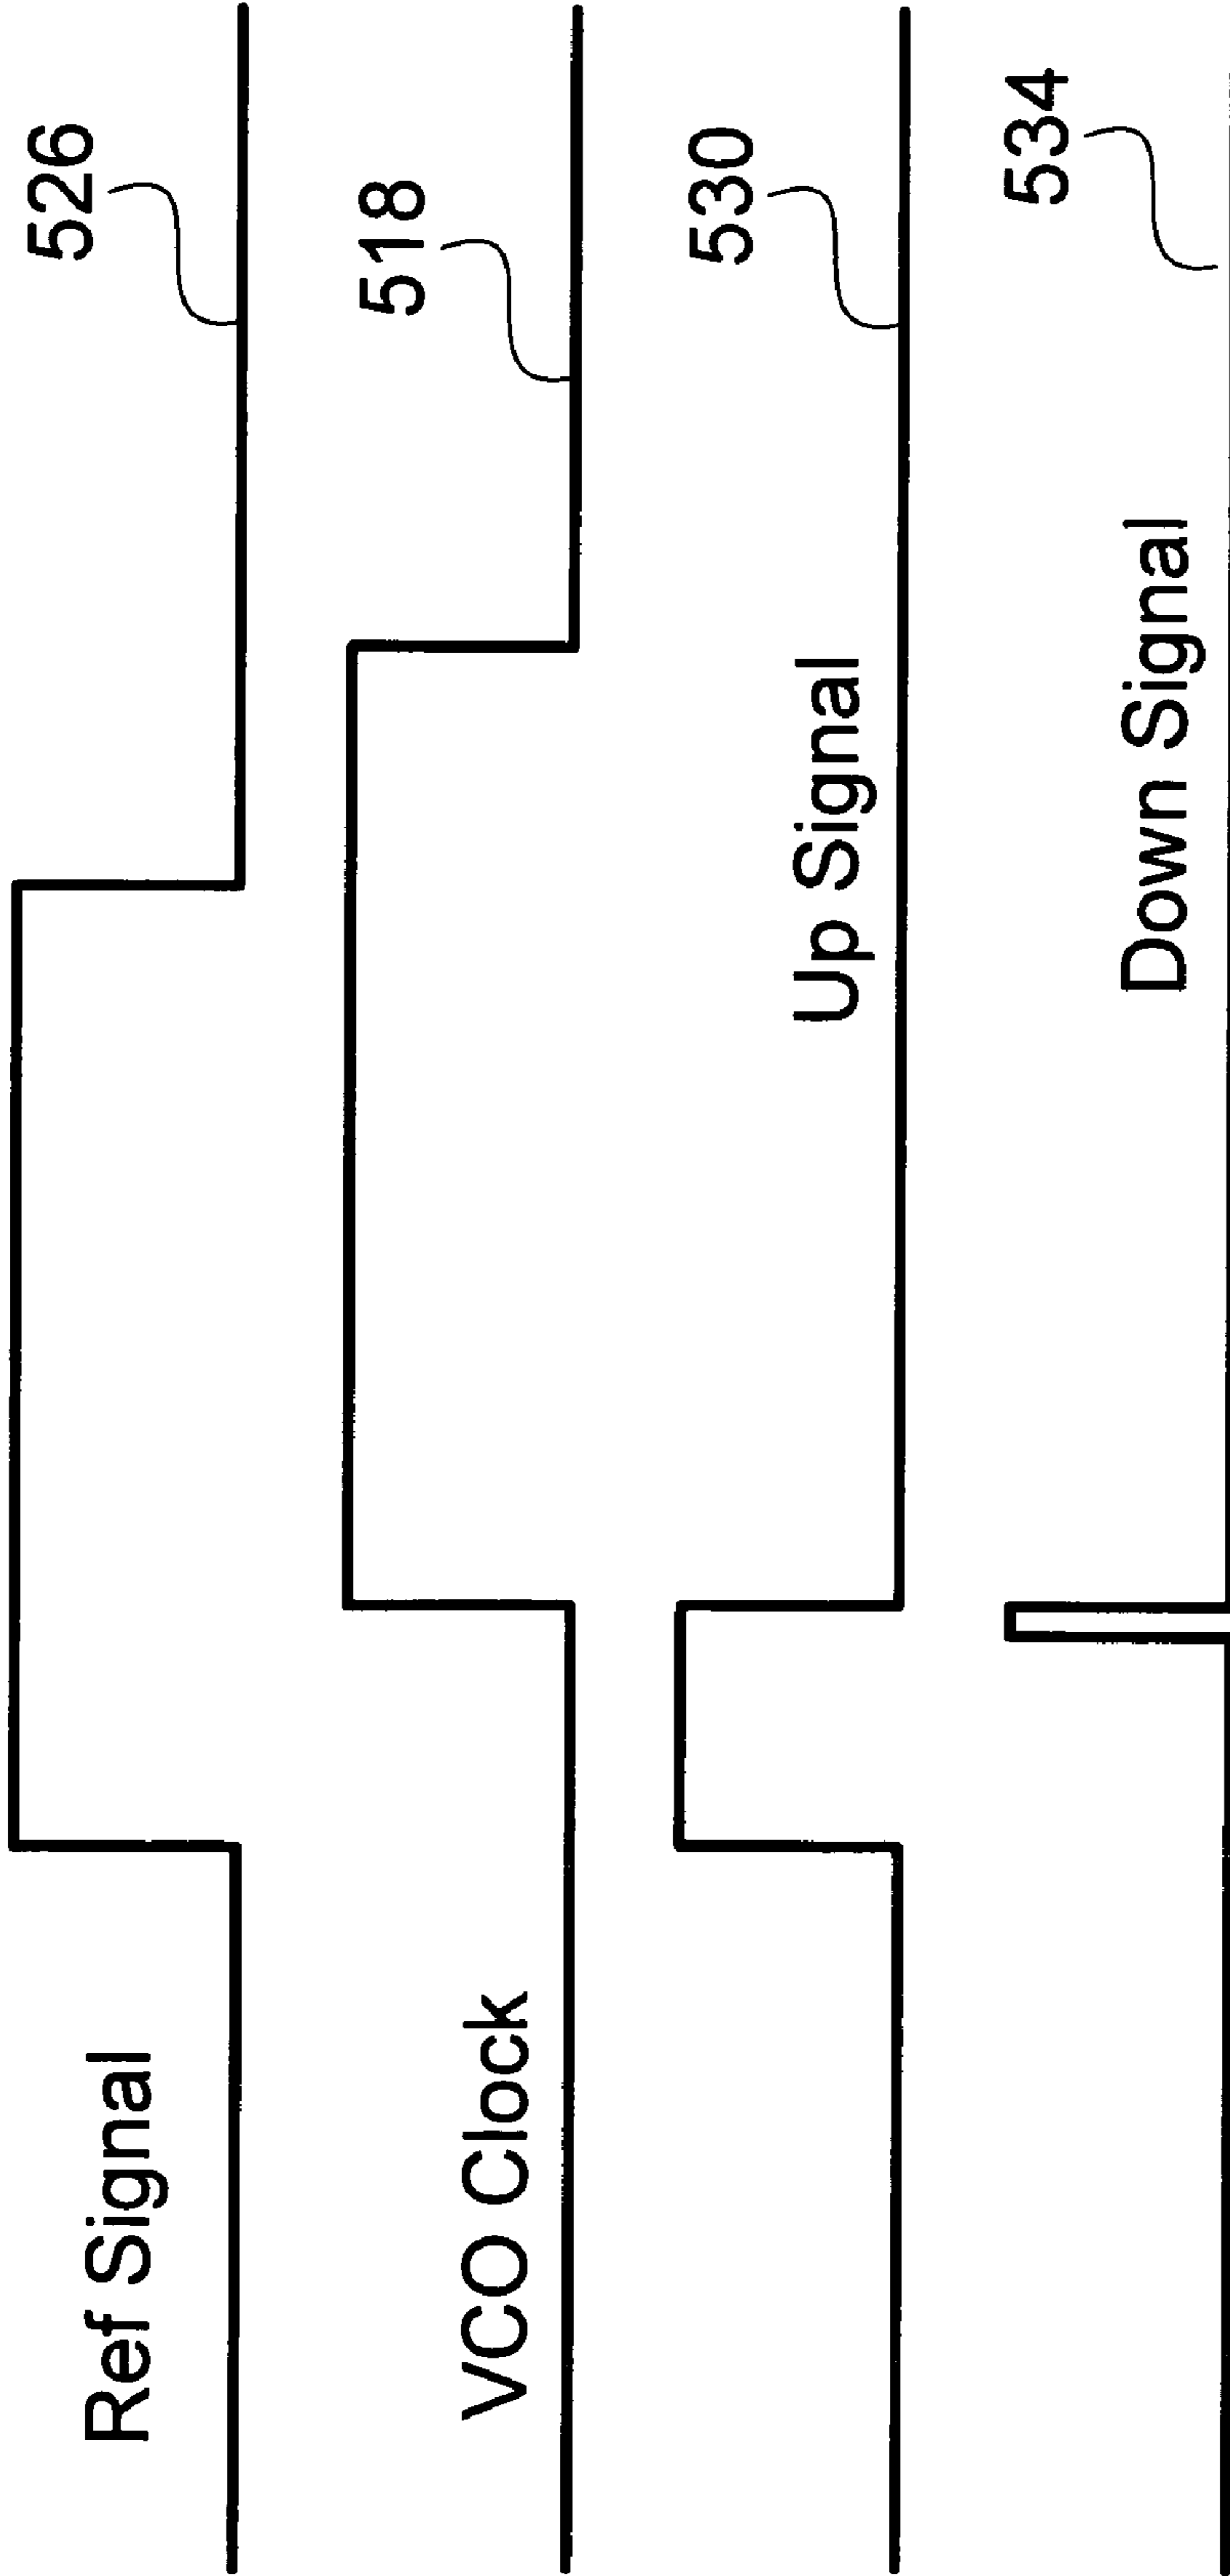 Ref Signal
526
VCO Clock
518
Up Signal
530
Down Signal
534